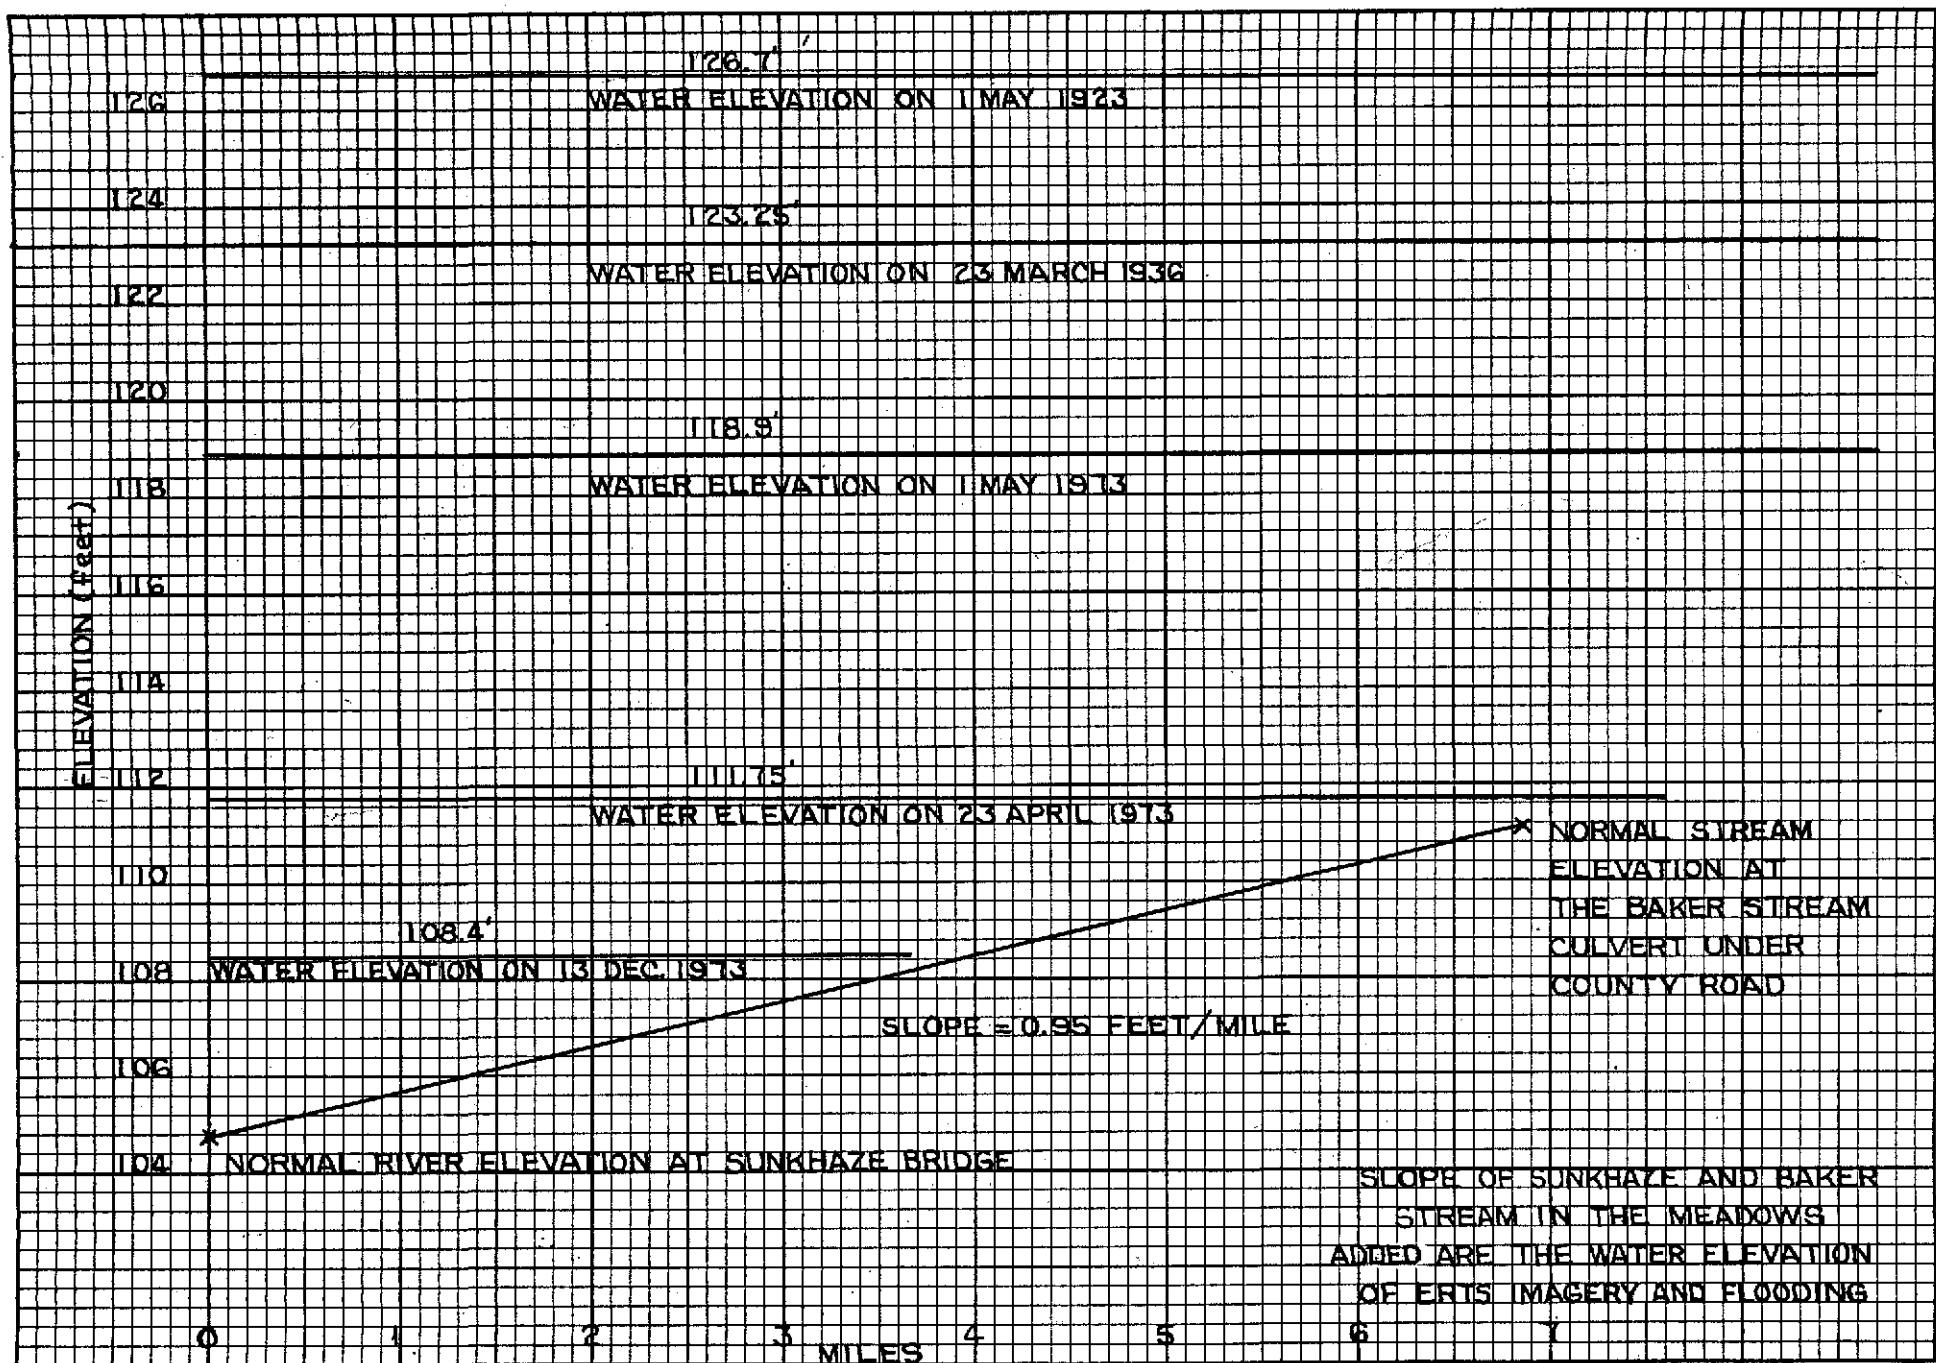 126.7'
126
WATER ELEVATION ON 1 MAY 1923
124
123.25'
WATER ELEVATION ON 23 MARCH 1936
122
120
118.9'
118
WATER ELEVATION ON 1 MAY 1973
ELEVATION (feet)
116
114
112
111.75'
WATER ELEVATION ON 23 APRIL 1973
NORMAL STREAM
ELEVATION AT
THE BAKER STREAM
CULVERT UNDER
COUNTY ROAD
110
108.4'
108
WATER ELEVATION ON 13 DEC. 1973
SLOPE = 0.95 FEET/MILE
106
104
NORMAL RIVER ELEVATION AT SUNKHAZE BRIDGE
SLOPE OF SUNKHAZE AND BAKER
STREAM IN THE MEADOWS
ADDED ARE THE WATER ELEVATION
OF ERTS IMAGERY AND FLOODING
0 1 2 3 4 5 6 7
MILES